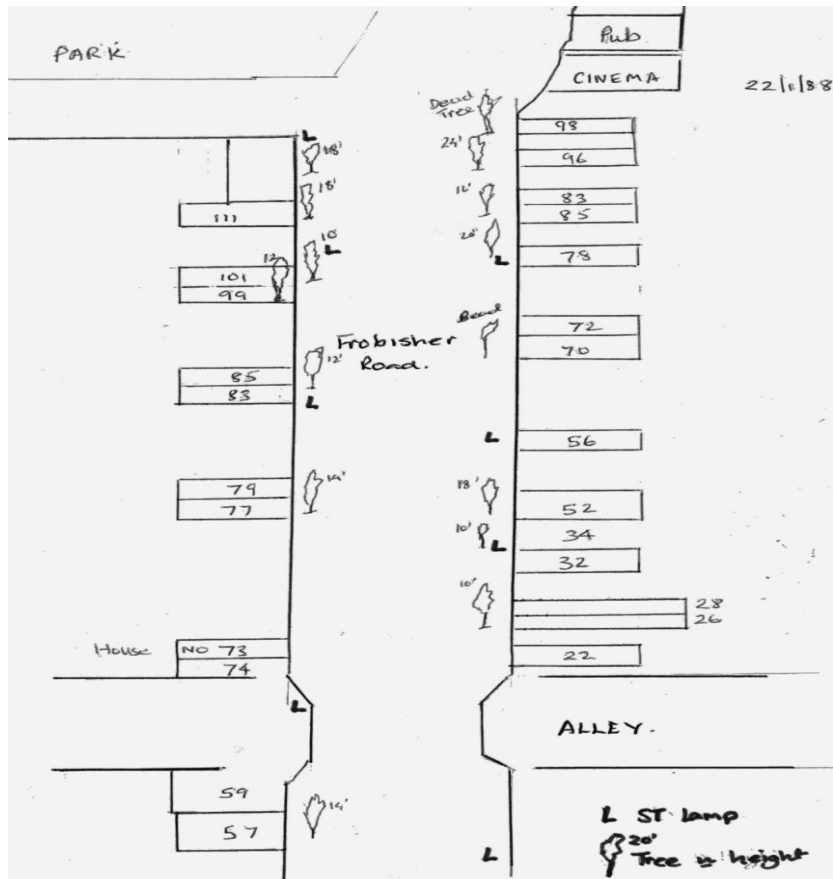 PARK
Pub
CINEMA
22/11/88
Dead
Tree
L
18'
24'
98
96
18'
12'
83
85
111
20'
10'
L
L
78
12
101
99
Dead
72
70
Frobisher
Road.
12'
85
83
L
L
56
79
77
14'
18'
52
10'
L
34
32
10'
28
26
House NO 73
74
22
L
ALLEY.
59
57
14'
L
L ST lamp
20'
Tree n height